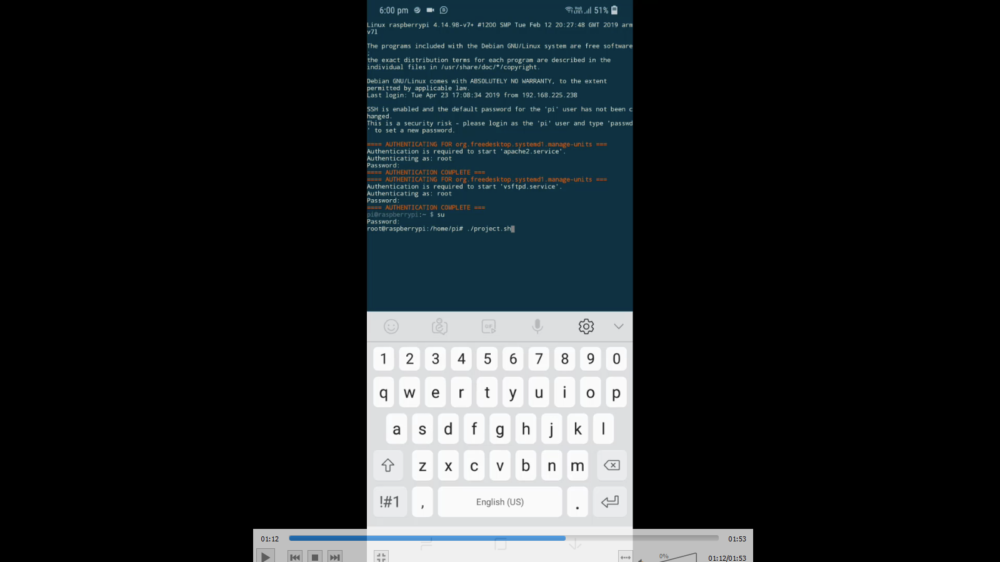 6:00 pm 51%
Linux raspberrypi 4.14.98-v7+ #1200 SMP Tue Feb 12 20:27:48 GMT 2019 arm
v7l
The programs included with the Debian GNU/Linux system are free software
;
the exact distribution terms for each program are described in the
individual files in /usr/share/doc/*/copyright.
Debian GNU/Linux comes with ABSOLUTELY NO WARRANTY, to the extent
permitted by applicable law.
Last login: Tue Apr 23 17:08:34 2019 from 192.168.225.238
SSH is enabled and the default password for the 'pi' user has not been c
hanged.
This is a security risk - please login as the 'pi' user and type 'passwd
' to set a new password.
==== AUTHENTICATING FOR org.freedesktop.systemd1.manage-units ===
Authentication is required to start 'apache2.service'.
Authenticating as: root
Password:
==== AUTHENTICATION COMPLETE ===
==== AUTHENTICATING FOR org.freedesktop.systemd1.manage-units ===
Authentication is required to start 'vsftpd.service'.
Authenticating as: root
Password:
==== AUTHENTICATION COMPLETE ===
pi@raspberrypi:~ $ su
Password:
root@raspberrypi:/home/pi# ./project.sh
GIF
1 2 3 4 5 6 7 8 9 0
q w e r t y u i o p
a s d f g h j k l
z x c v b n m
!#1 , English (US) .
01:12 01:53
0% 01:12/01:53